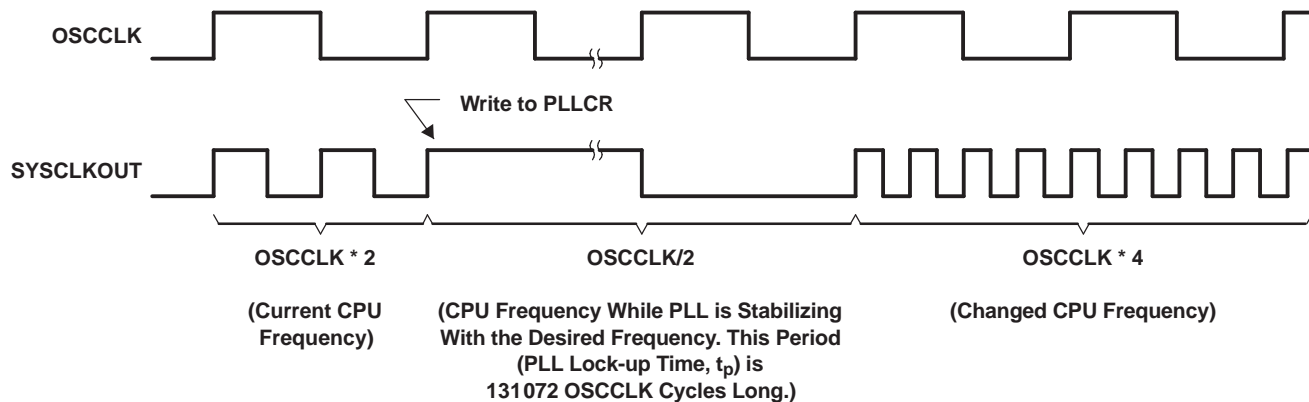 OSCCLK
Write to PLLCR
SYSCLKOUT
OSCCLK * 2
OSCCLK/2
OSCCLK * 4
(Current CPU
Frequency)
(CPU Frequency While PLL is Stabilizing
With the Desired Frequency. This Period
(PLL Lock-up Time, tp) is
131072 OSCCLK Cycles Long.)
(Changed CPU Frequency)